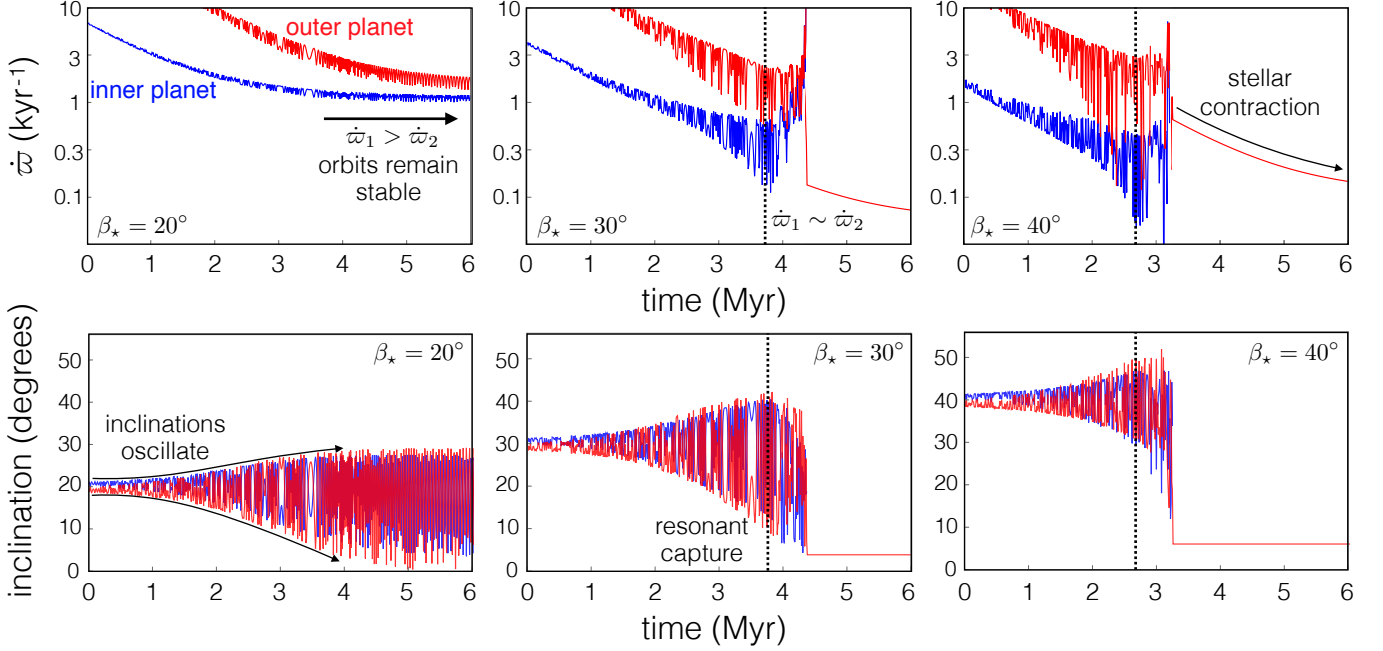 10
3
1
0.3
0.1
ϖ̇ (kyr⁻¹)
outer planet
inner planet
ϖ̇₁ > ϖ̇₂
orbits remain
stable
β⋆ = 20°
0 1 2 3 4 5 6
10
3
1
0.3
0.1
β⋆ = 30°
ϖ̇₁ ∼ ϖ̇₂
0 1 2 3 4 5 6
10
3
1
0.3
0.1
stellar
contraction
β⋆ = 40°
0 1 2 3 4 5 6
time (Myr)
inclination (degrees)
50
40
30
20
10
0
β⋆ = 20°
inclinations
oscillate
0 1 2 3 4 5 6
50
40
30
20
10
0
β⋆ = 30°
resonant
capture
0 1 2 3 4 5 6
50
40
30
20
10
0
β⋆ = 40°
0 1 2 3 4 5 6
time (Myr)